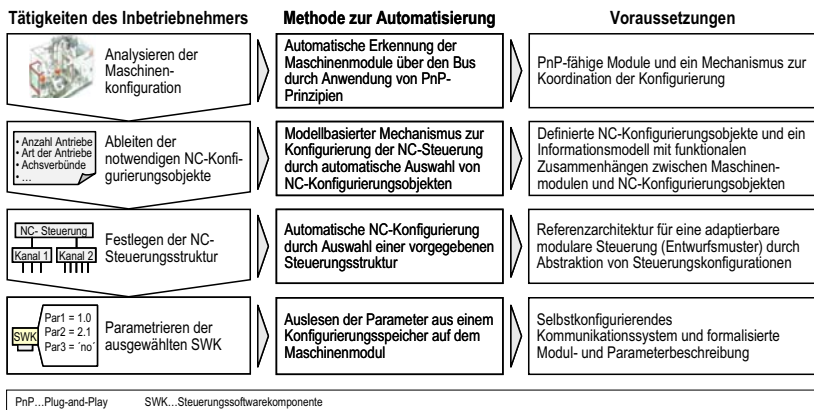 Tätigkeiten des Inbetriebnehmers
Methode zur Automatisierung
Voraussetzungen
Analysieren der
Maschinen-
konfiguration
Automatische Erkennung der
Maschinenmodule über den Bus
durch Anwendung von PnP-
Prinzipien
PnP-fähige Module und ein Mechanismus zur
Koordination der Konfigurierung
• Anzahl Antriebe
• Art der Antriebe
• Achsverbünde
• ...
Ableiten der
notwendigen NC-Konfi-
gurierungsobjekte
Modellbasierter Mechanismus zur
Konfigurierung der NC-Steuerung
durch automatische Auswahl von
NC-Konfigurierungsobjekten
Definierte NC-Konfigurierungsobjekte und ein
Informationsmodell mit funktionalen
Zusammenhängen zwischen Maschinen-
modulen und NC-Konfigurierungsobjekten
NC- Steuerung
Kanal 1 Kanal 2
Festlegen der NC-
Steuerungsstruktur
Automatische NC-Konfigurierung
durch Auswahl einer vorgegebenen
Steuerungsstruktur
Referenzarchitektur für eine adaptierbare
modulare Steuerung (Entwurfsmuster) durch
Abstraktion von Steuerungskonfigurationen
SWK
Par1 = 1.0
Par2 = 2.1
Par3 = ´no´
Parametrieren der
ausgewählten SWK
Auslesen der Parameter aus einem
Konfigurierungsspeicher auf dem
Maschinenmodul
Selbstkonfigurierendes
Kommunikationssystem und formalisierte
Modul- und Parameterbeschreibung
PnP...Plug-and-Play SWK...Steuerungssoftwarekomponente